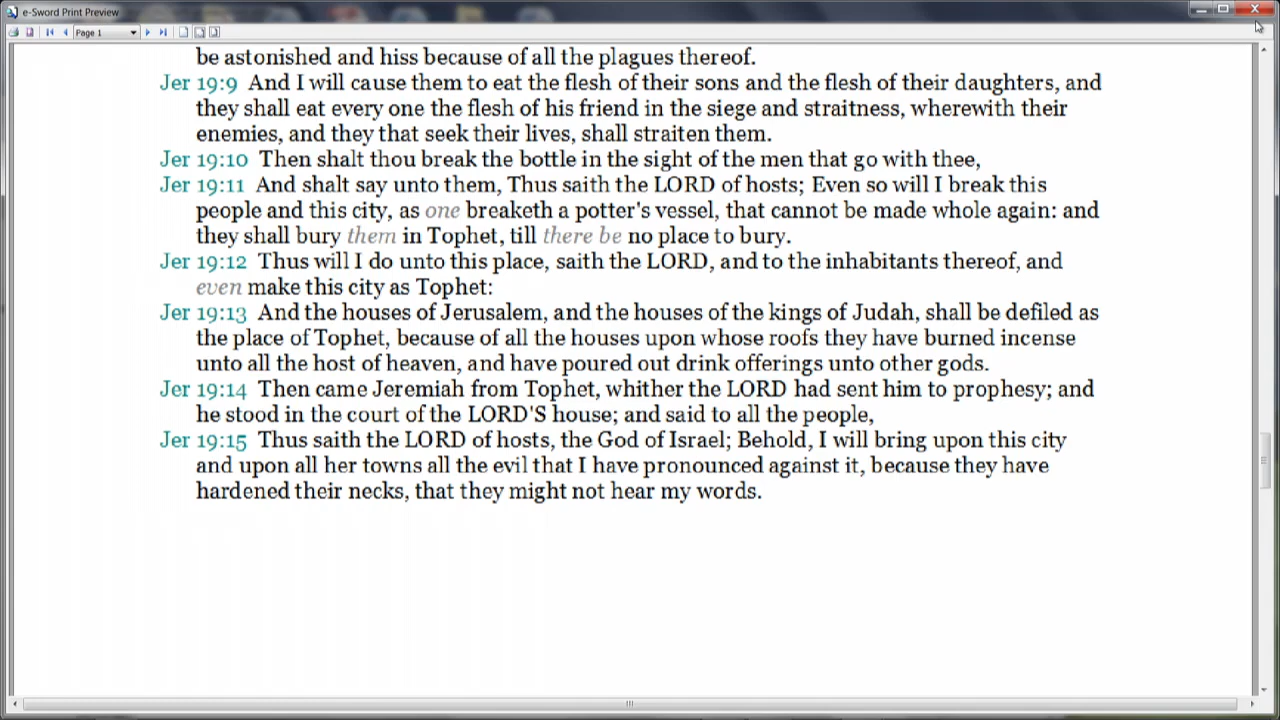 e-Sword Print Preview
Page 1
be astonished and hiss because of all the plagues thereof.
Jer 19:9 And I will cause them to eat the flesh of their sons and the flesh of their daughters, and
they shall eat every one the flesh of his friend in the siege and straitness, wherewith their
enemies, and they that seek their lives, shall straiten them.
Jer 19:10 Then shalt thou break the bottle in the sight of the men that go with thee,
Jer 19:11 And shalt say unto them, Thus saith the LORD of hosts; Even so will I break this
people and this city, as one breaketh a potter's vessel, that cannot be made whole again: and
they shall bury them in Tophet, till there be no place to bury.
Jer 19:12 Thus will I do unto this place, saith the LORD, and to the inhabitants thereof, and
even make this city as Tophet:
Jer 19:13 And the houses of Jerusalem, and the houses of the kings of Judah, shall be defiled as
the place of Tophet, because of all the houses upon whose roofs they have burned incense
unto all the host of heaven, and have poured out drink offerings unto other gods.
Jer 19:14 Then came Jeremiah from Tophet, whither the LORD had sent him to prophesy; and
he stood in the court of the LORD'S house; and said to all the people,
Jer 19:15 Thus saith the LORD of hosts, the God of Israel; Behold, I will bring upon this city
and upon all her towns all the evil that I have pronounced against it, because they have
hardened their necks, that they might not hear my words.